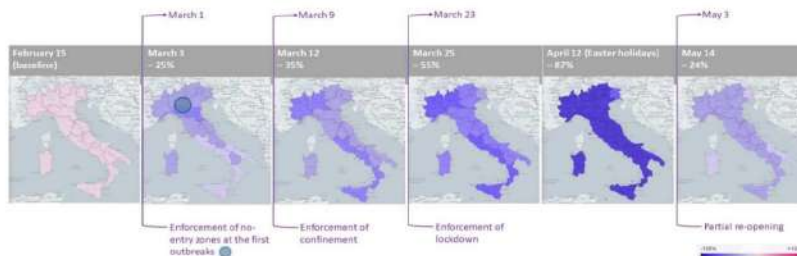 March 1
March 9
March 23
May 3
February 15
(baseline)
March 3
– 25%
March 12
– 35%
March 25
– 55%
April 12 (Easter holidays)
– 87%
May 14
– 24%
Enforcement of no-
entry zones at the first
outbreaks
Enforcement of
confinement
Enforcement of
lockdown
Partial re-opening